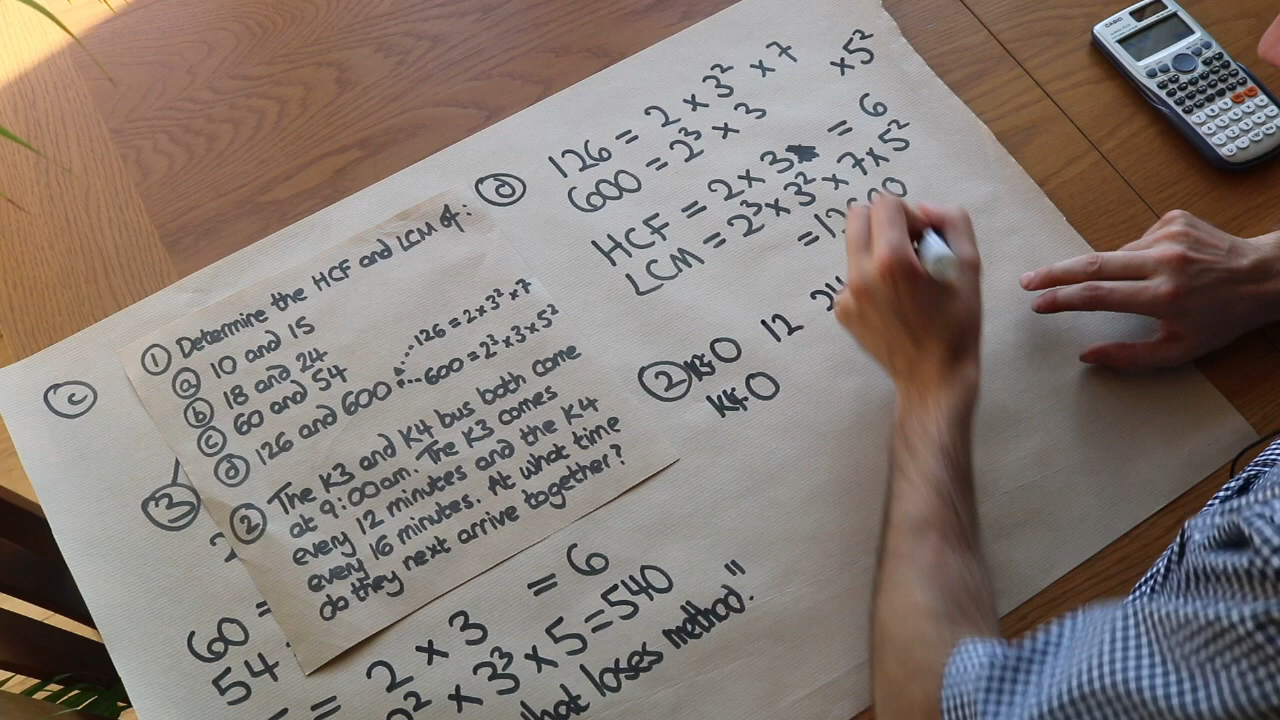 ① Determine the HCF and LCM of:
ⓐ 10 and 15
ⓑ 18 and 24
ⓒ 60 and 54
ⓓ 126 and 600
126 = 2 × 3² × 7
600 = 2³ × 3 × 5²
② The K3 and K4 bus both come
at 9:00am. The K3 comes
every 12 minutes and the K4
every 16 minutes. At what time
do they next arrive together?
ⓒ
③
60 =
54
= 2 × 3 = 6
2² × 3³ × 5 = 540
loses method."
ⓓ
126 = 2 × 3² × 7
600 = 2³ × 3 × 5²
HCF = 2 × 3 = 6
LCM = 2³ × 3² × 7 × 5²
② K3 0 12
K4 0
CASIO